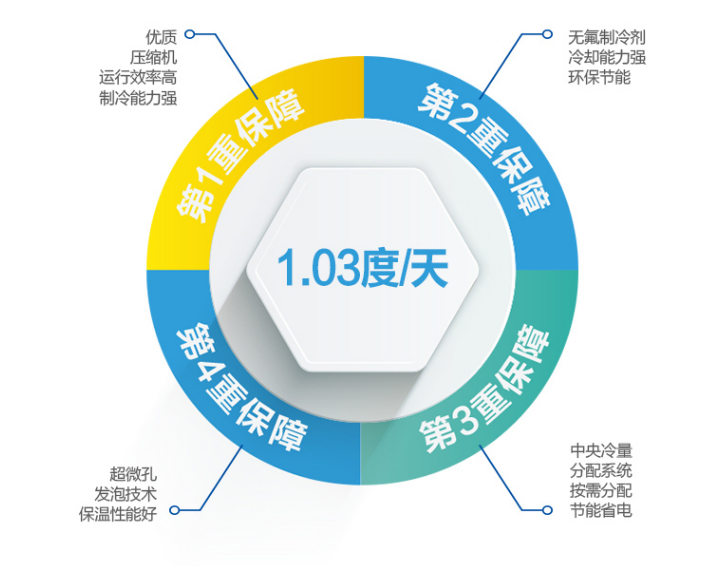 优质
压缩机
运行效率高
制冷能力强
无氟制冷剂
冷却能力强
环保节能
第1重保障
第2重保障
1.03度/天
第4重保障
第3重保障
超微孔
发泡技术
保温性能好
中央冷量
分配系统
按需分配
节能省电